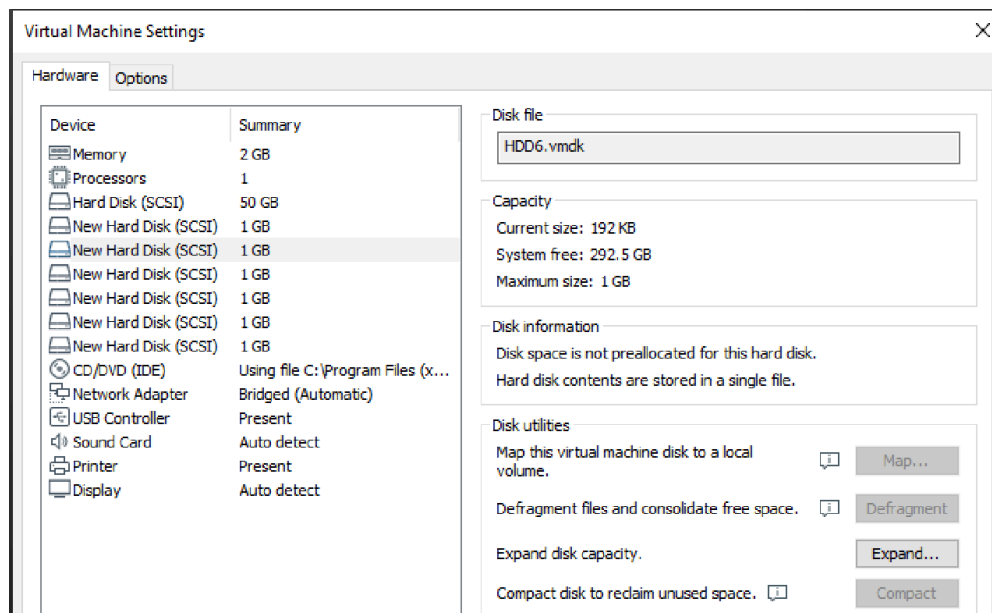 Virtual Machine Settings
Hardware Options
Device Summary
Memory 2 GB
Processors 1
Hard Disk (SCSI) 50 GB
New Hard Disk (SCSI) 1 GB
New Hard Disk (SCSI) 1 GB
New Hard Disk (SCSI) 1 GB
New Hard Disk (SCSI) 1 GB
New Hard Disk (SCSI) 1 GB
New Hard Disk (SCSI) 1 GB
CD/DVD (IDE) Using file C:\Program Files (x...
Network Adapter Bridged (Automatic)
USB Controller Present
Sound Card Auto detect
Printer Present
Display Auto detect
Disk file
HDD6.vmdk
Capacity
Current size: 192 KB
System free: 292.5 GB
Maximum size: 1 GB
Disk information
Disk space is not preallocated for this hard disk.
Hard disk contents are stored in a single file.
Disk utilities
Map this virtual machine disk to a local
volume.
Map...
Defragment files and consolidate free space. Defragment
Expand disk capacity. Expand...
Compact disk to reclaim unused space. Compact